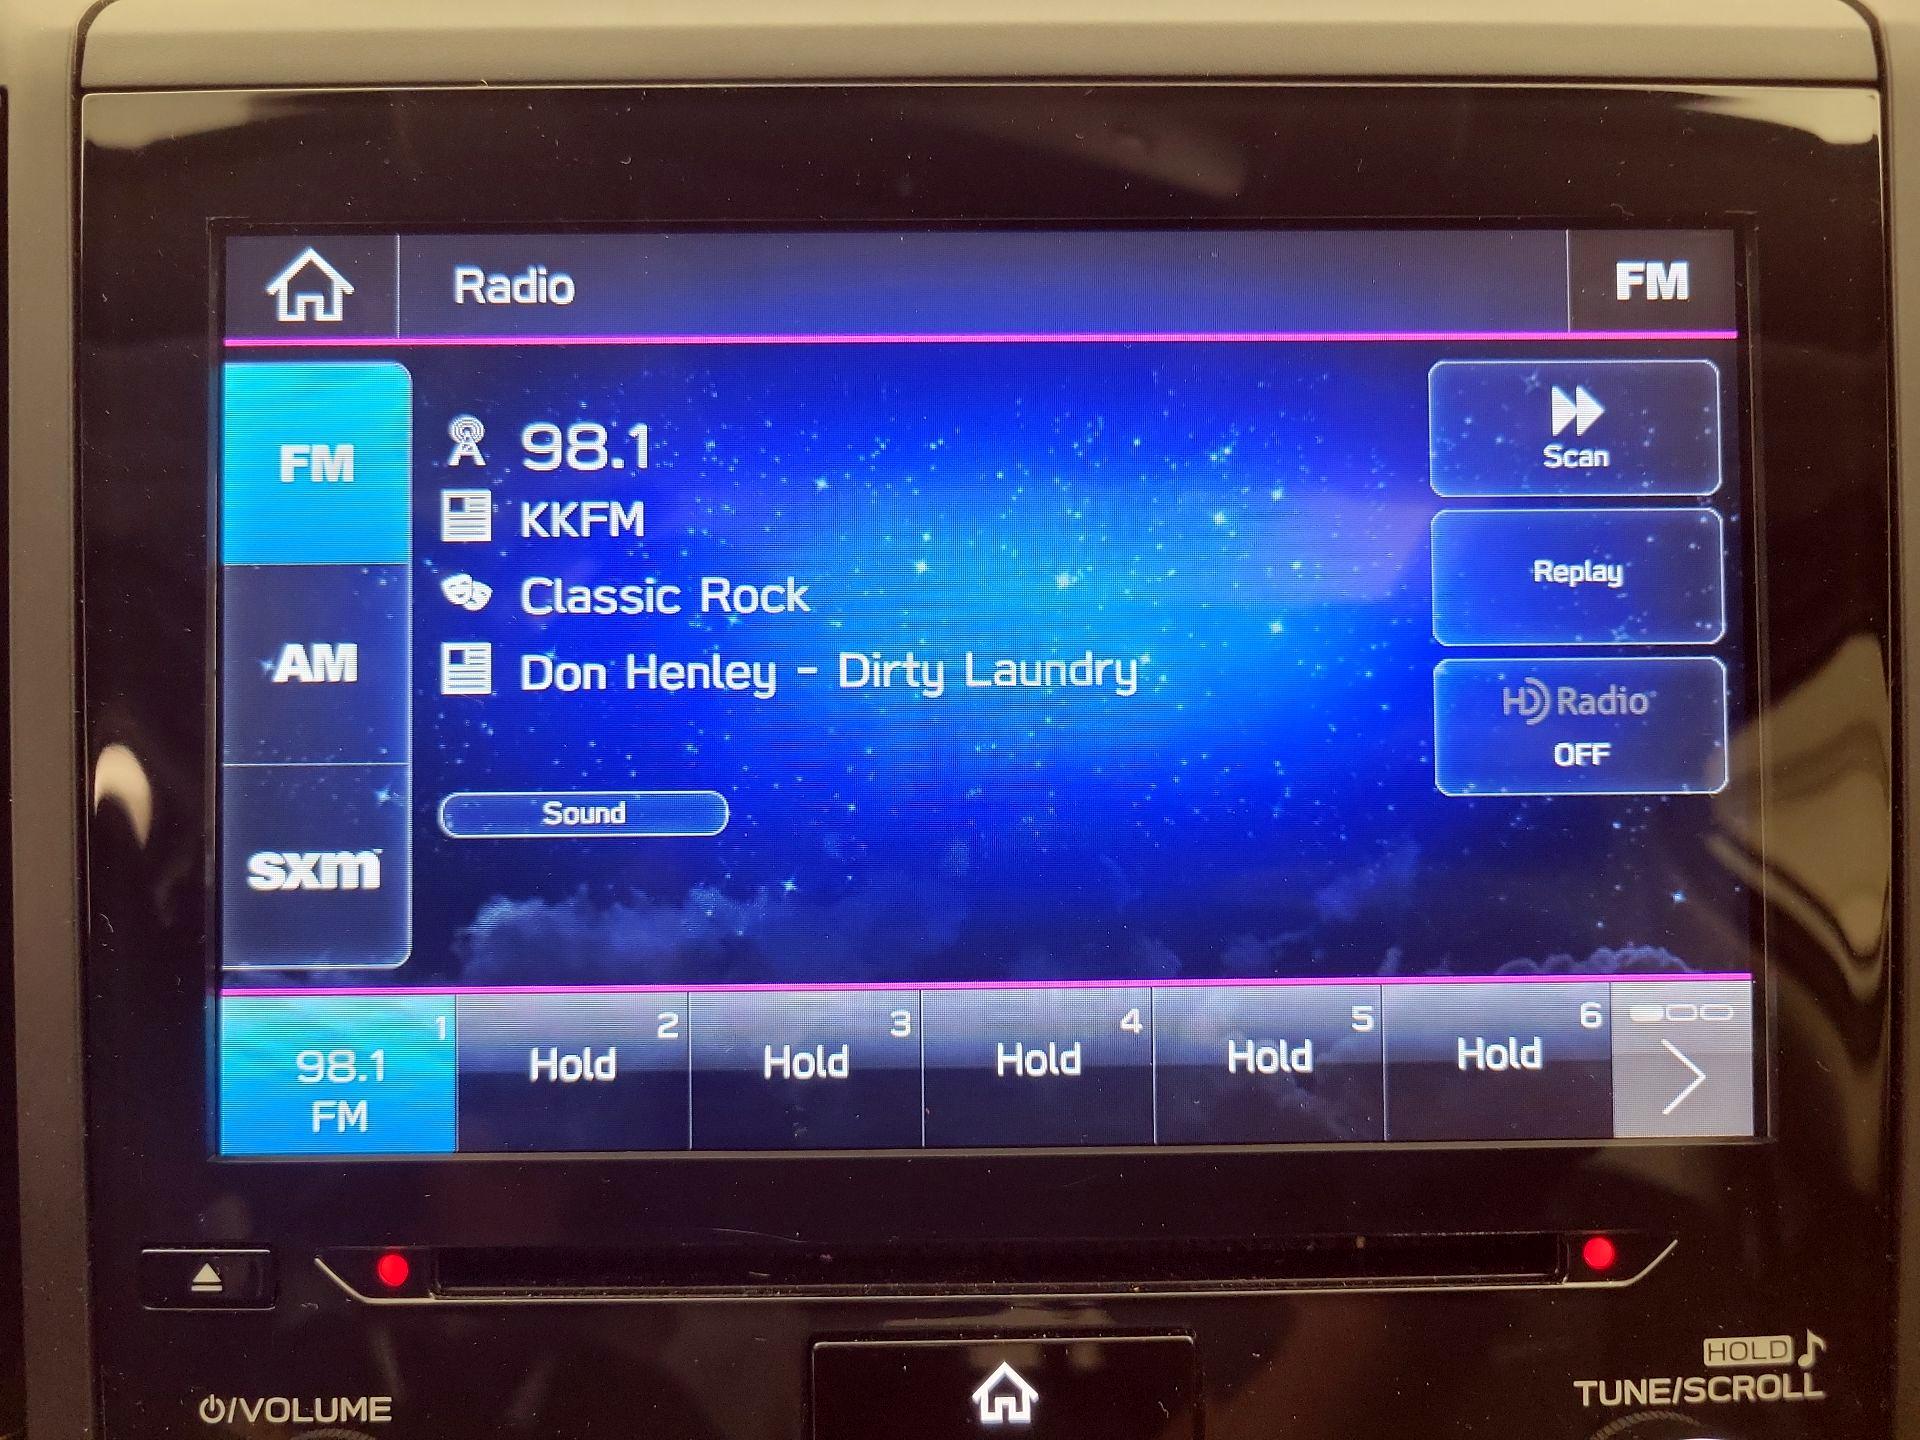 Radio
FM
FM
AM
sxm
98.1
KKFM
Classic Rock
Don Henley - Dirty Laundry
Sound
Scan
Replay
HD Radio
OFF
1
98.1
FM
2
Hold
3
Hold
4
Hold
5
Hold
6
Hold
/VOLUME
HOLD
TUNE/SCROLL